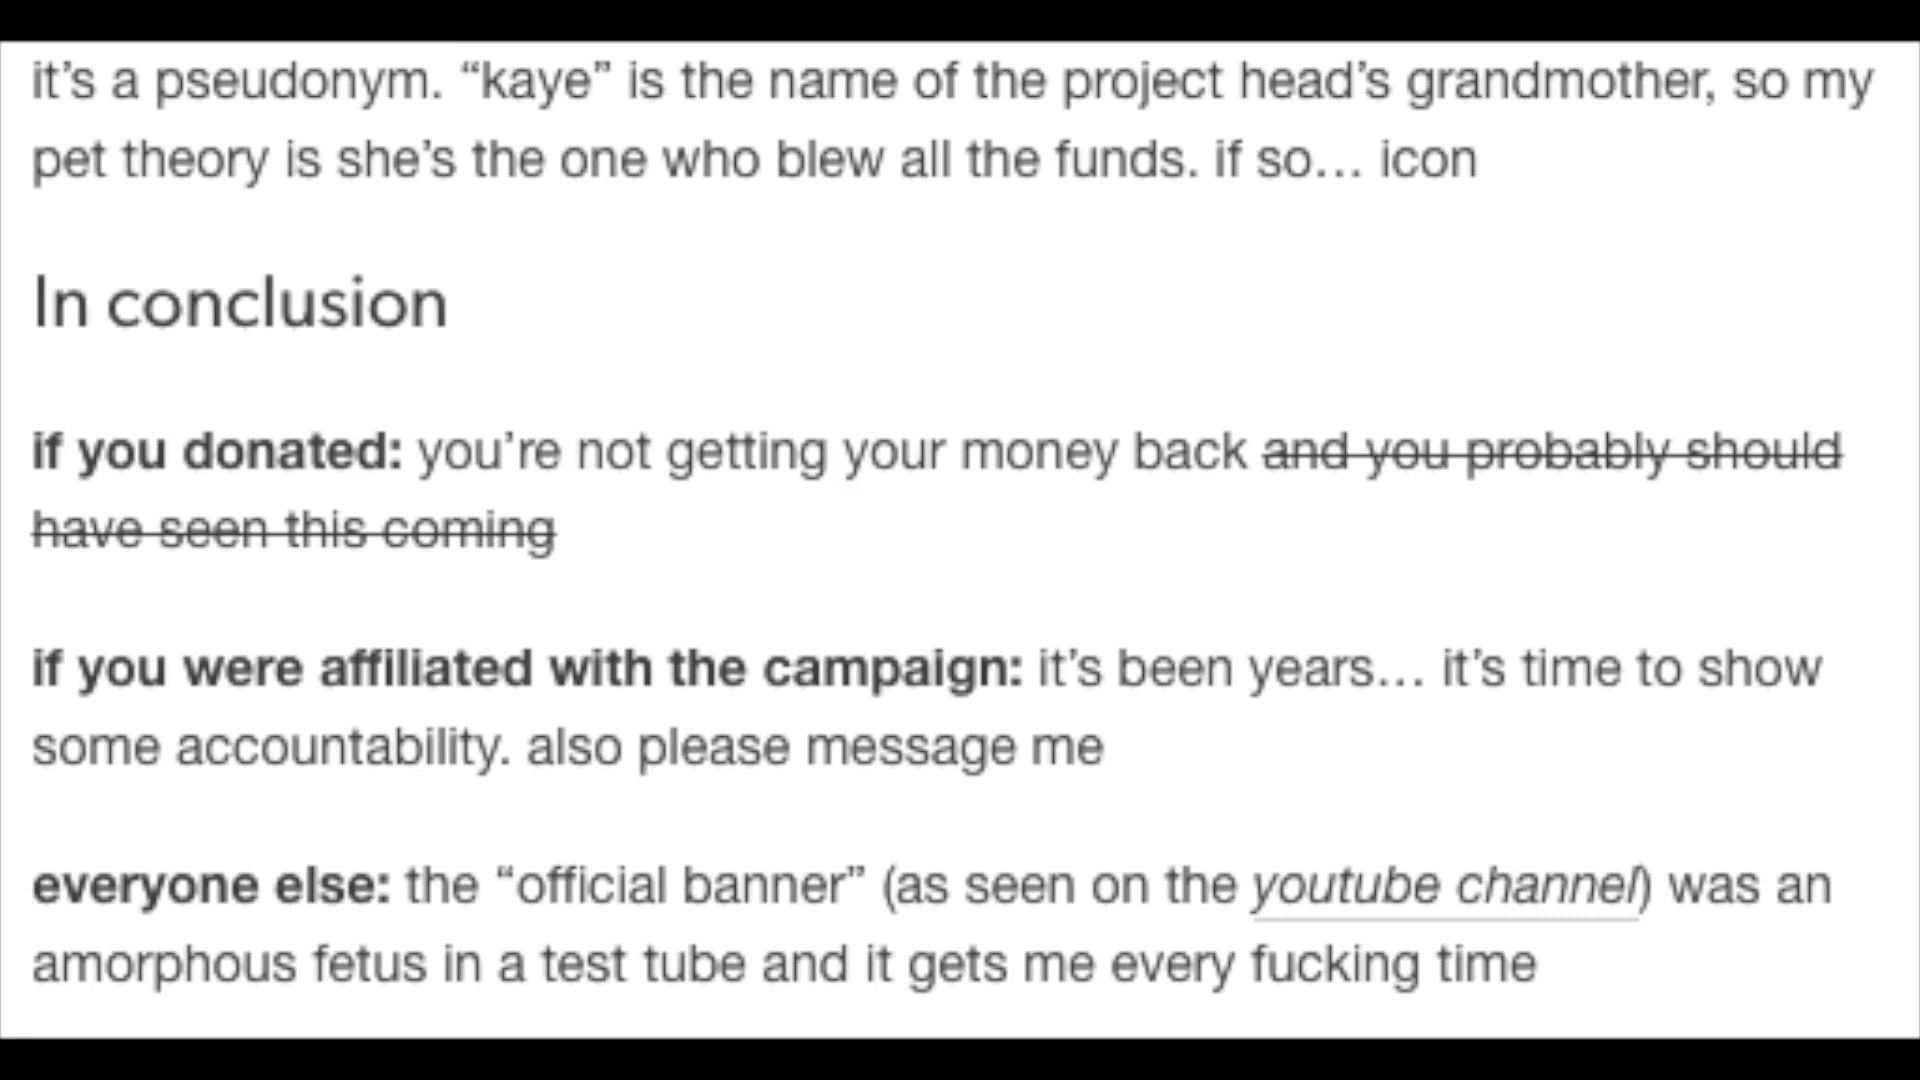 it’s a pseudonym. “kaye” is the name of the project head’s grandmother, so my
pet theory is she’s the one who blew all the funds. if so... icon
In conclusion
if you donated: you’re not getting your money back and you probably should
have seen this coming
if you were affiliated with the campaign: it’s been years... it’s time to show
some accountability. also please message me
everyone else: the “official banner” (as seen on the youtube channel) was an
amorphous fetus in a test tube and it gets me every fucking time